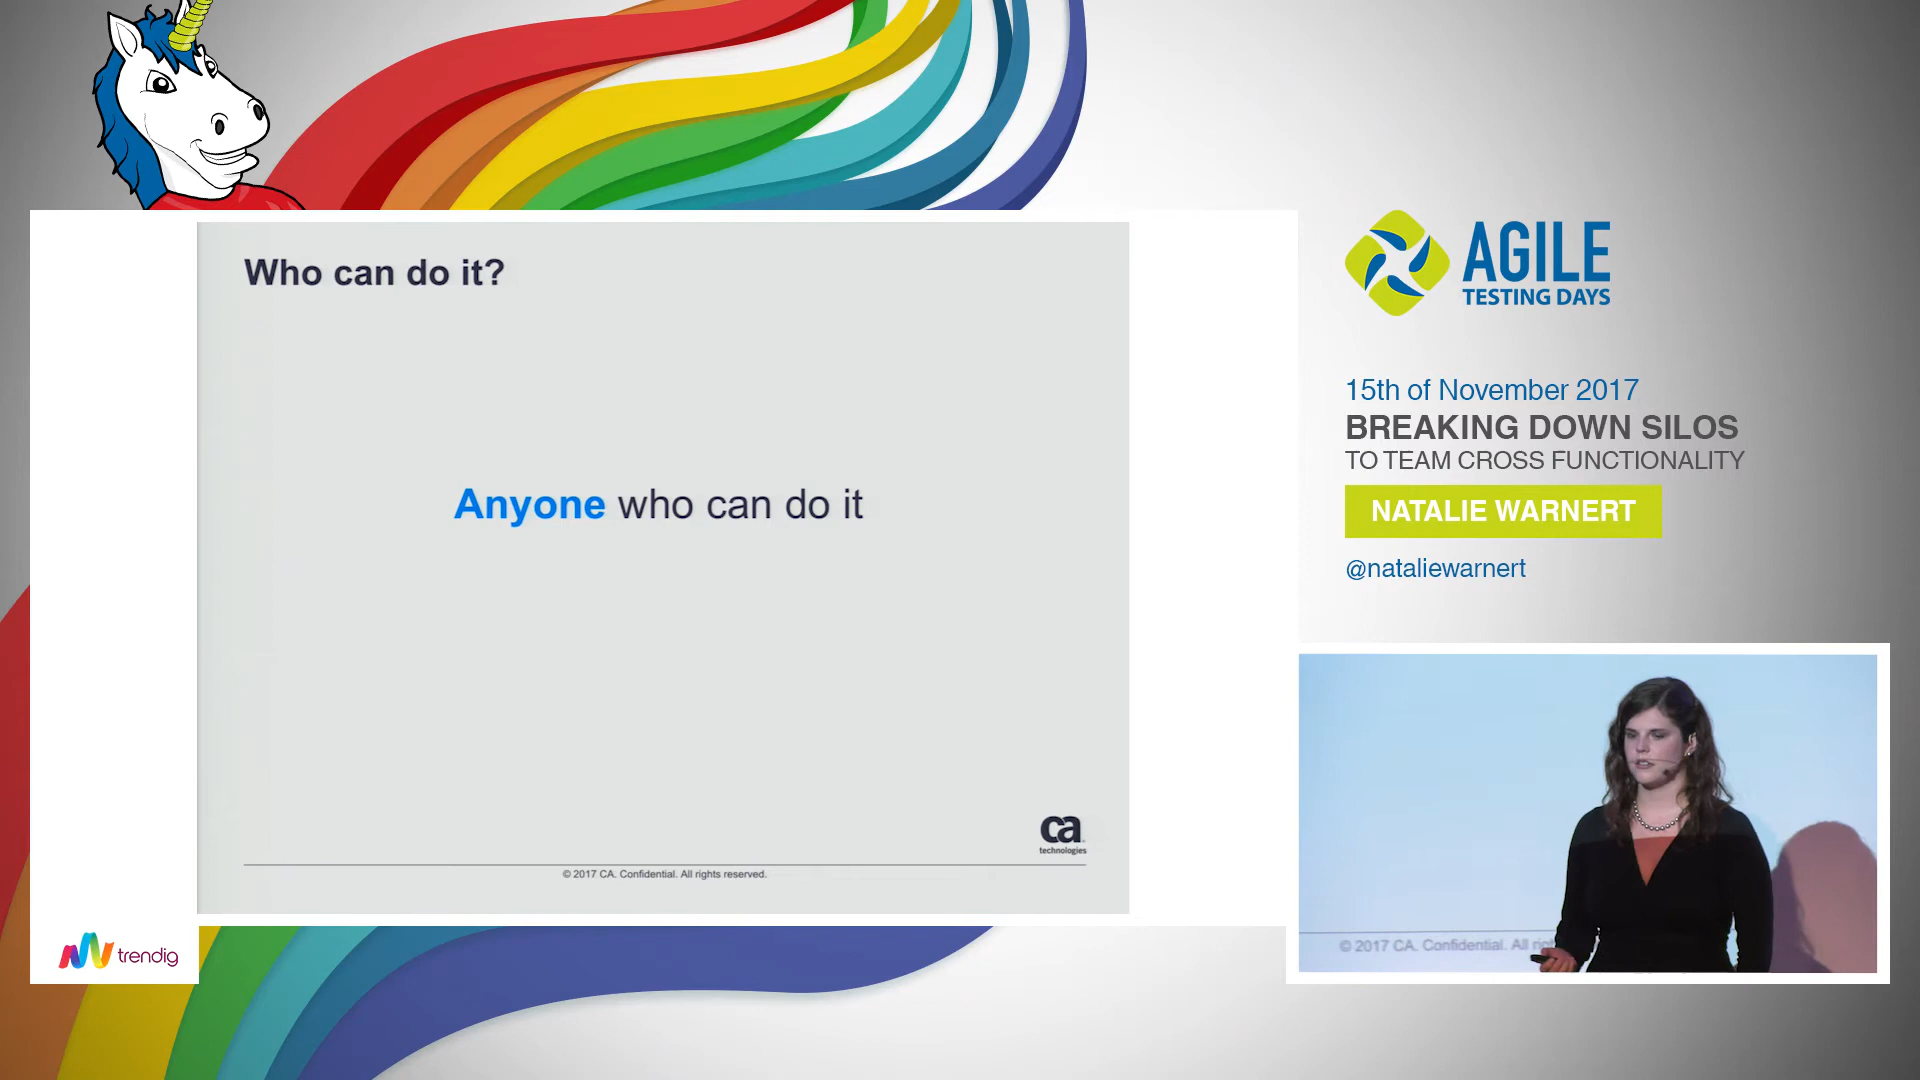 Who can do it?
Anyone who can do it
ca
technologies
© 2017 CA. Confidential. All rights reserved.
trendig
AGILE
TESTING DAYS
15th of November 2017
BREAKING DOWN SILOS
TO TEAM CROSS FUNCTIONALITY
NATALIE WARNERT
@nataliewarnert
© 2017 CA. Confidential. All